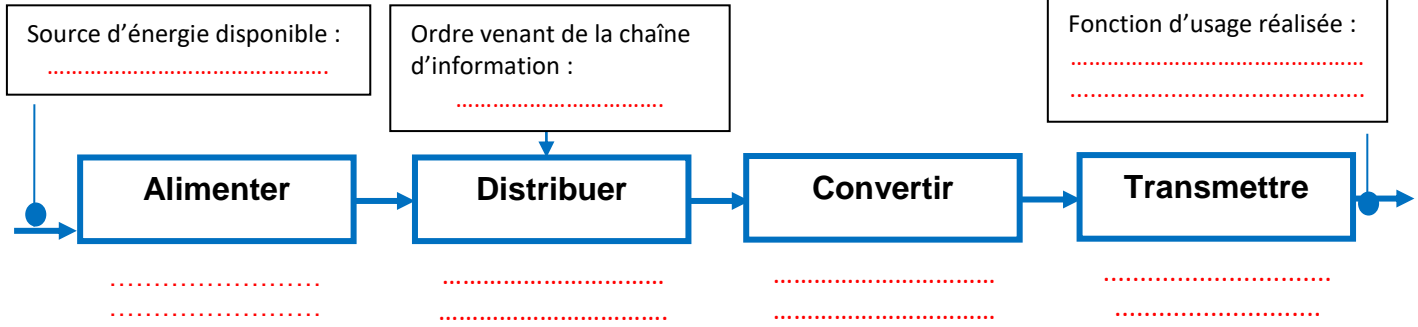 Source d’énergie disponible :
……………………………………….
Ordre venant de la chaîne
d’information :
…………………………….
Fonction d’usage réalisée :
…………………………………………
…………………………………………
Alimenter
Distribuer
Convertir
Transmettre
……………………
……………………
………………………………
……………………………….
………………………………
………………………………
……………………………….
……………………………